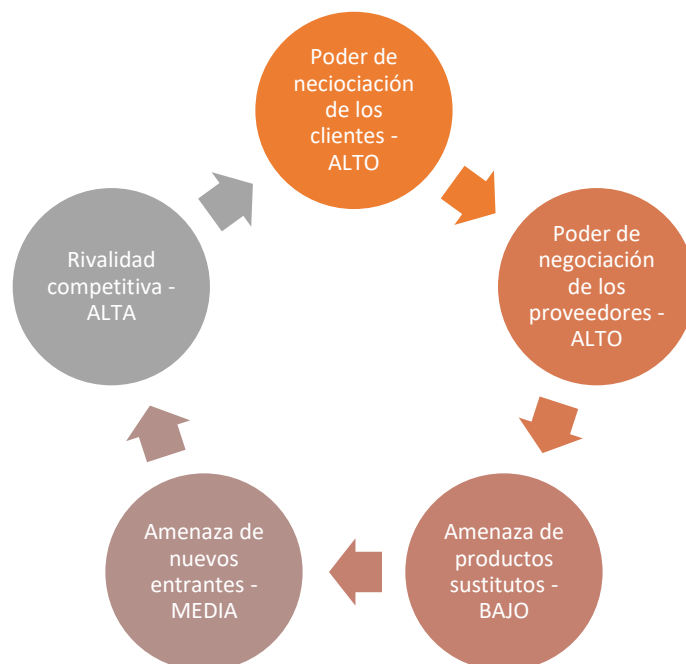 Poder de
neciociación
de los
clientes -
ALTO
Poder de
negociación
de los
proveedores -
ALTO
Amenaza de
productos
sustitutos -
BAJO
Amenaza de
nuevos
entrantes -
MEDIA
Rivalidad
competitiva -
ALTA